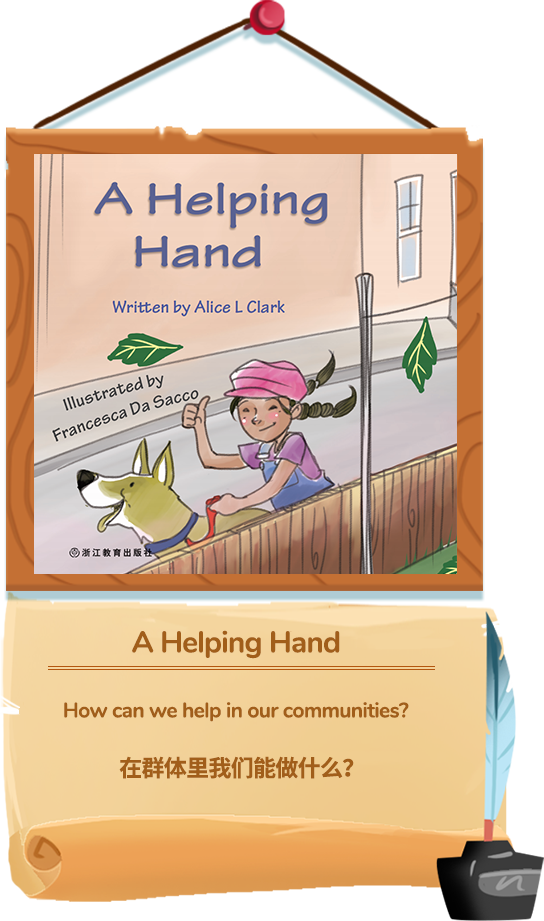 A Helping
Hand
Written by Alice L Clark
Illustrated by
Francesca Da Sacco
浙江教育出版社
A Helping Hand
How can we help in our communities?
在群体里我们能做什么？